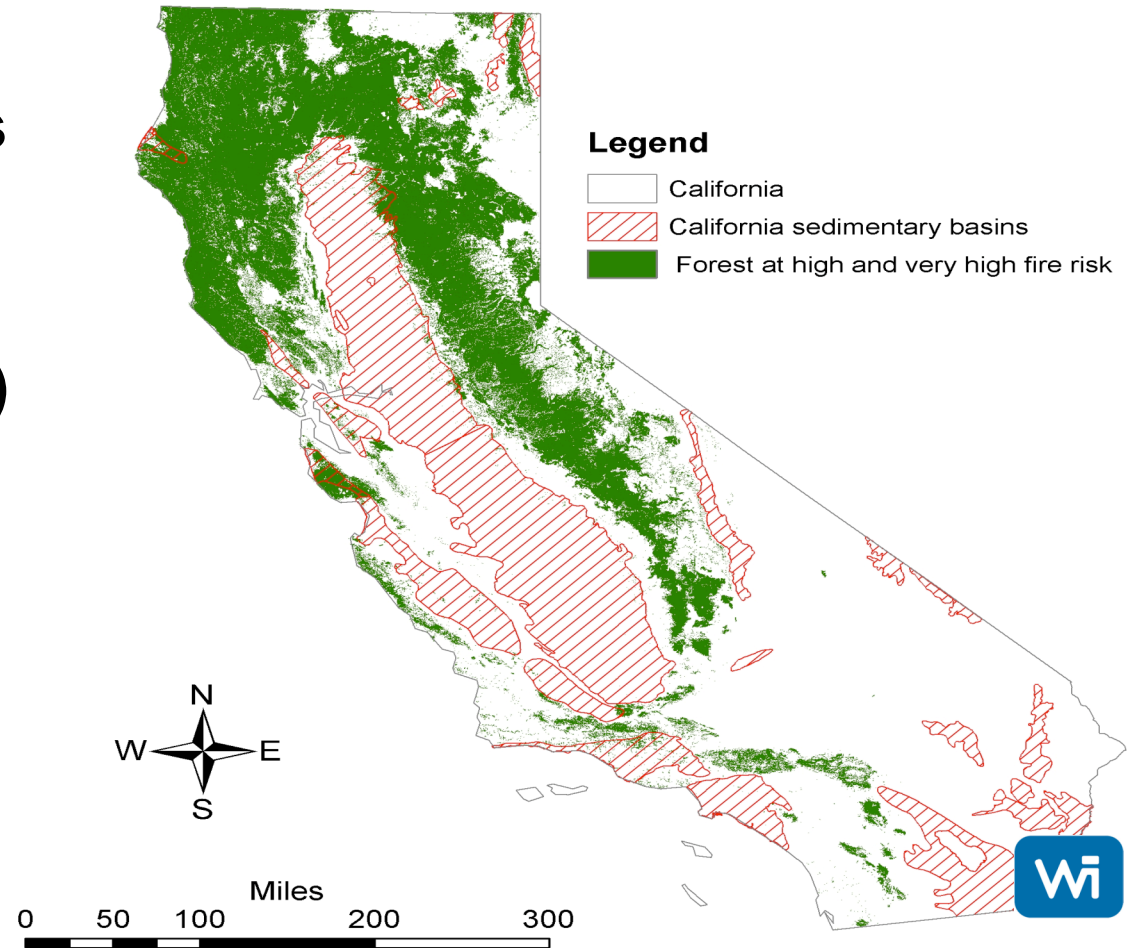 s
)
Legend
California
California sedimentary basins
Forest at high and very high fire risk
N
W E
S
Miles
0 50 100 200 300
Wi